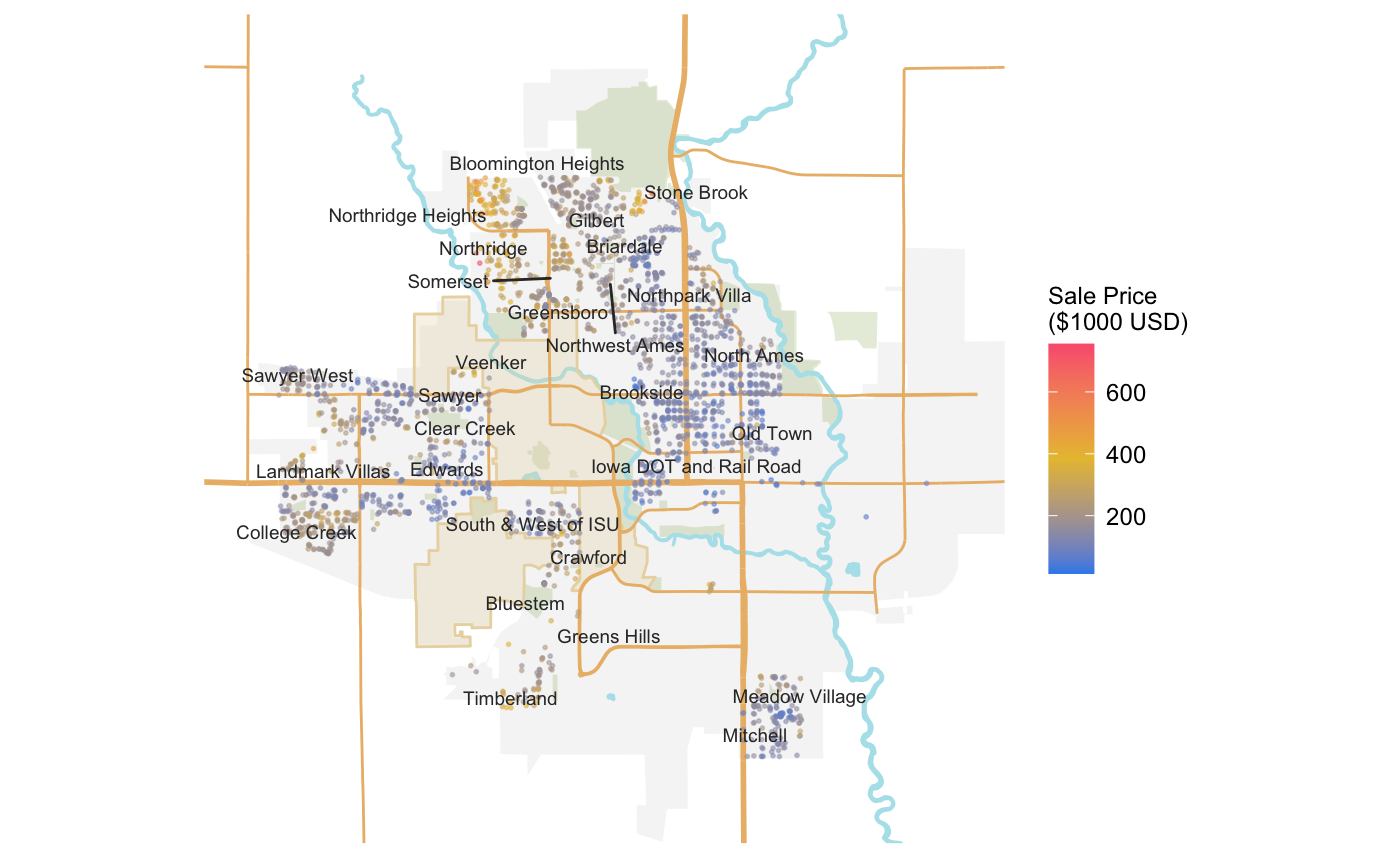 Bloomington Heights
Stone Brook
Northridge Heights
Gilbert
Northridge
Briardale
Somerset
Northpark Villa
Greensboro
Northwest Ames
North Ames
Veenker
Sawyer West
Sawyer
Brookside
Clear Creek
Old Town
Landmark Villas
Edwards
Iowa DOT and Rail Road
College Creek
South & West of ISU
Crawford
Bluestem
Greens Hills
Timberland
Meadow Village
Mitchell
Sale Price
($1000 USD)
600
400
200